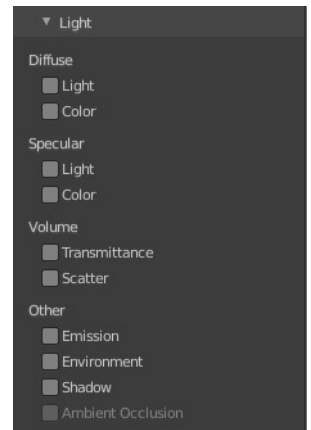 Light
Diffuse
Light
Color
Specular
Light
Color
Volume
Transmittance
Scatter
Other
Emission
Environment
Shadow
Ambient Occlusion